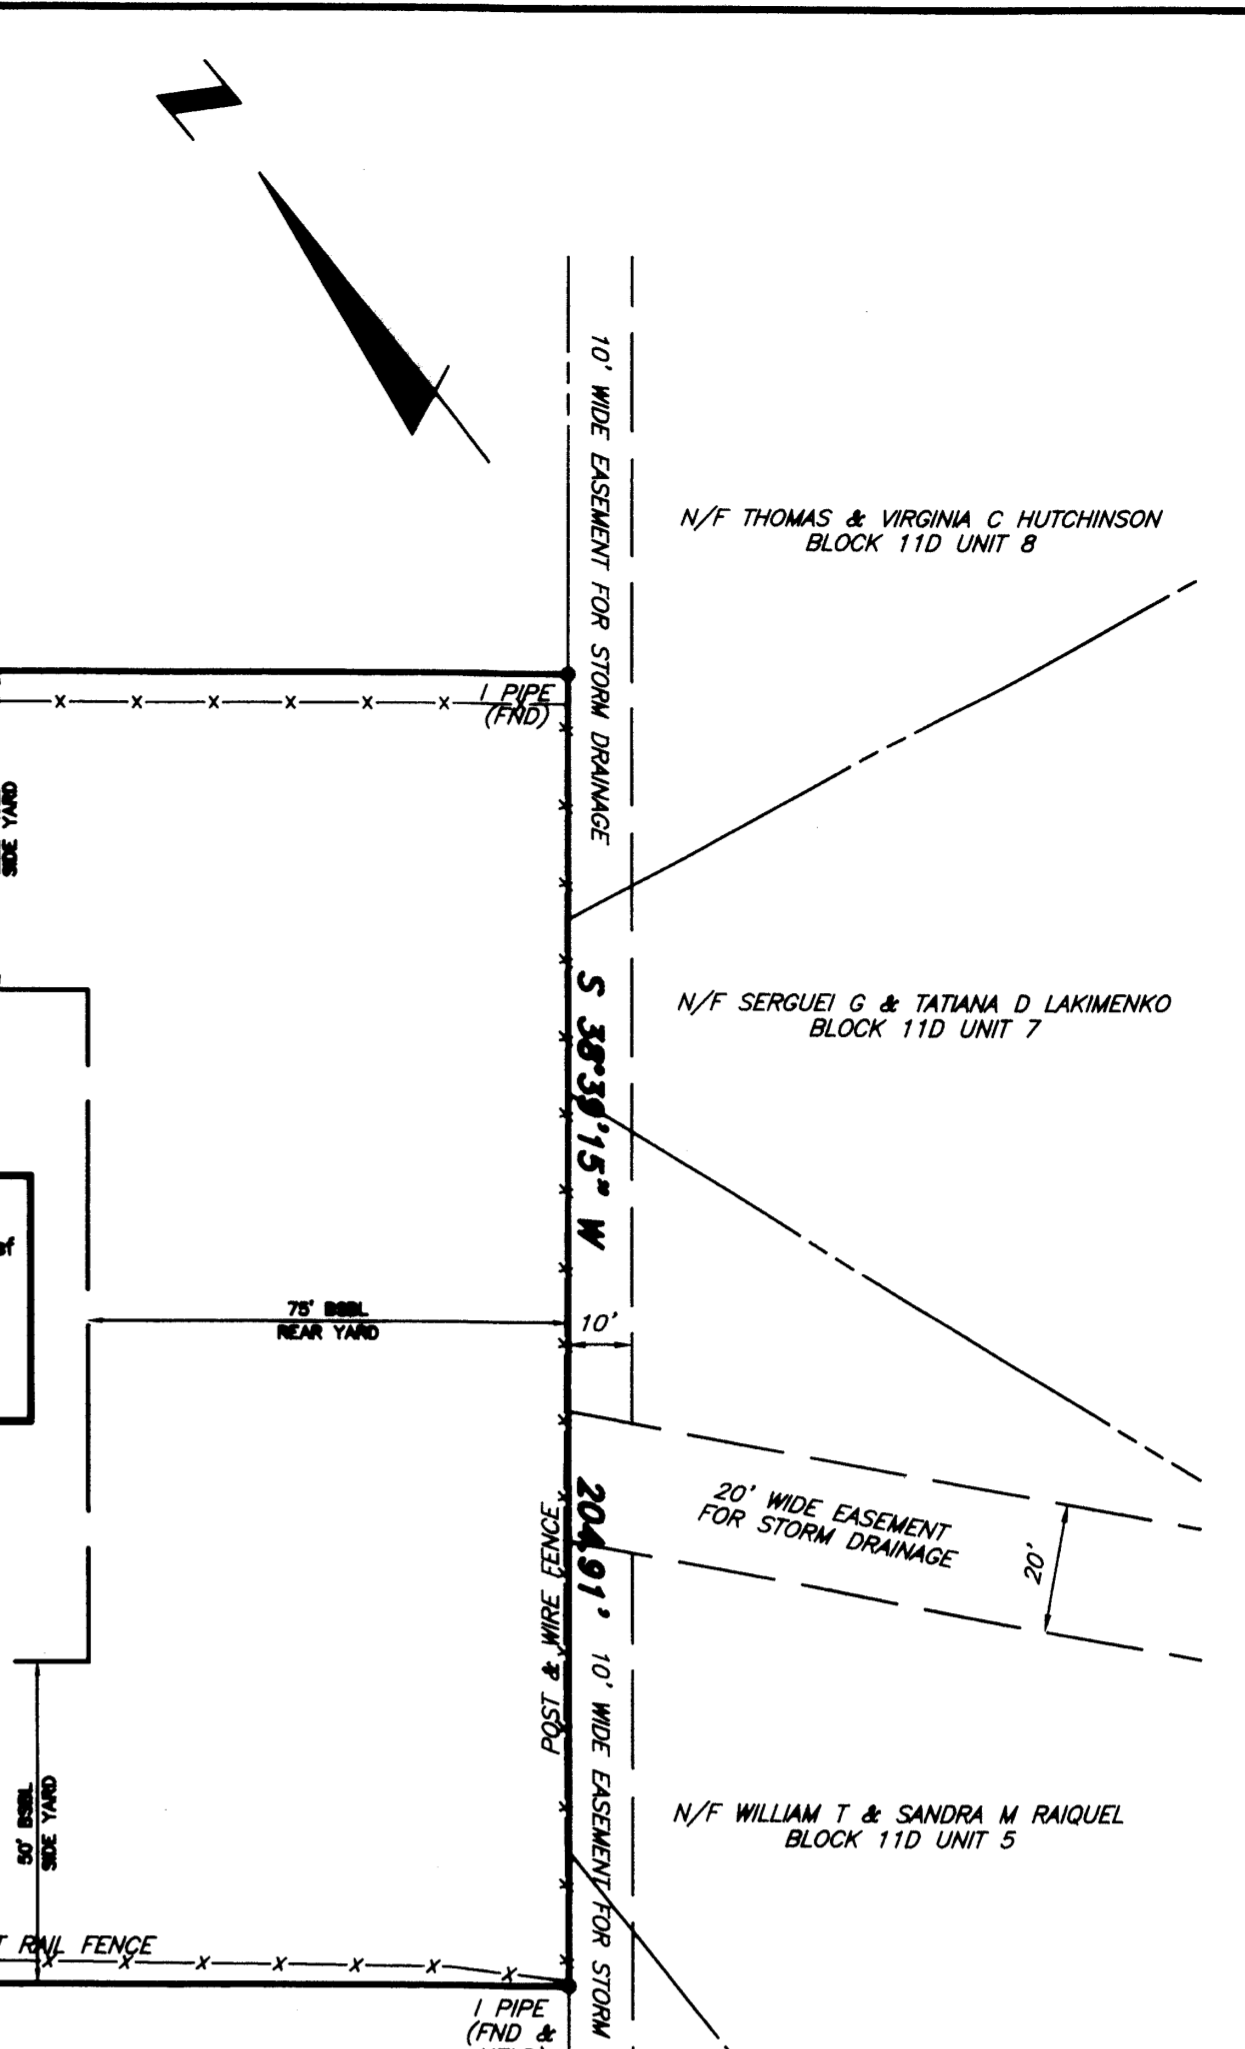 Z
10' WIDE EASEMENT FOR STORM DRAINAGE
N/F THOMAS & VIRGINIA C HUTCHINSON
BLOCK 11D UNIT 8
I PIPE
(FND)
SIDE YARD
N/F SERGUEI G & TATIANA D LAKIMENKO
BLOCK 11D UNIT 7
S 38°39'15" W
sf
75' BSBL
REAR YARD
10'
20' WIDE EASEMENT
FOR STORM DRAINAGE
20'
204.91'
POST & WIRE FENCE
10' WIDE EASEMENT FOR STORM
50' BSBL
SIDE YARD
N/F WILLIAM T & SANDRA M RAIQUEL
BLOCK 11D UNIT 5
T RAIL FENCE
I PIPE
(FND &